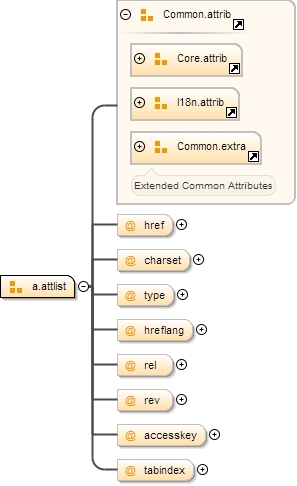 Common.attrib
Core.attrib
I18n.attrib
Common.extra
Extended Common Attributes
@ href
@ charset
a.attlist
@ type
@ hreflang
@ rel
@ rev
@ accesskey
@ tabindex